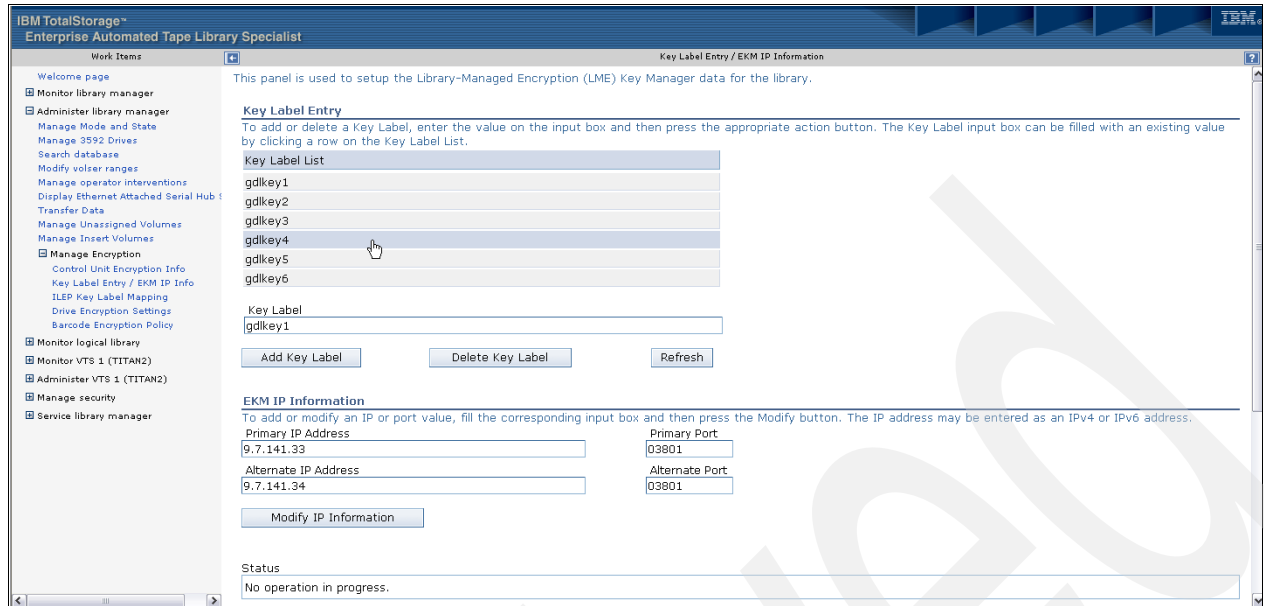 IBM TotalStorage™
Enterprise Automated Tape Library Specialist
IBM.
Work Items
Key Label Entry / EKM IP Information
?
Welcome page
Monitor library manager
Administer library manager
Manage Mode and State
Manage 3592 Drives
Search database
Modify volser ranges
Manage operator interventions
Display Ethernet Attached Serial Hub
Transfer Data
Manage Unassigned Volumes
Manage Insert Volumes
Manage Encryption
Control Unit Encryption Info
Key Label Entry / EKM IP Info
ILEP Key Label Mapping
Drive Encryption Settings
Barcode Encryption Policy
Monitor logical library
Monitor VTS 1 (TITAN2)
Administer VTS 1 (TITAN2)
Manage security
Service library manager
This panel is used to setup the Library-Managed Encryption (LME) Key Manager data for the library.
Key Label Entry
To add or delete a Key Label, enter the value on the input box and then press the appropriate action button. The Key Label input box can be filled with an existing value
by clicking a row on the Key Label List.
Key Label List
gdlkey1
gdlkey2
gdlkey3
gdlkey4
gdlkey5
gdlkey6
Key Label
gdlkey1
Add Key Label Delete Key Label Refresh
EKM IP Information
To add or modify an IP or port value, fill the corresponding input box and then press the Modify button. The IP address may be entered as an IPv4 or IPv6 address.
Primary IP Address Primary Port
9.7.141.33 03801
Alternate IP Address Alternate Port
9.7.141.34 03801
Modify IP Information
Status
No operation in progress.